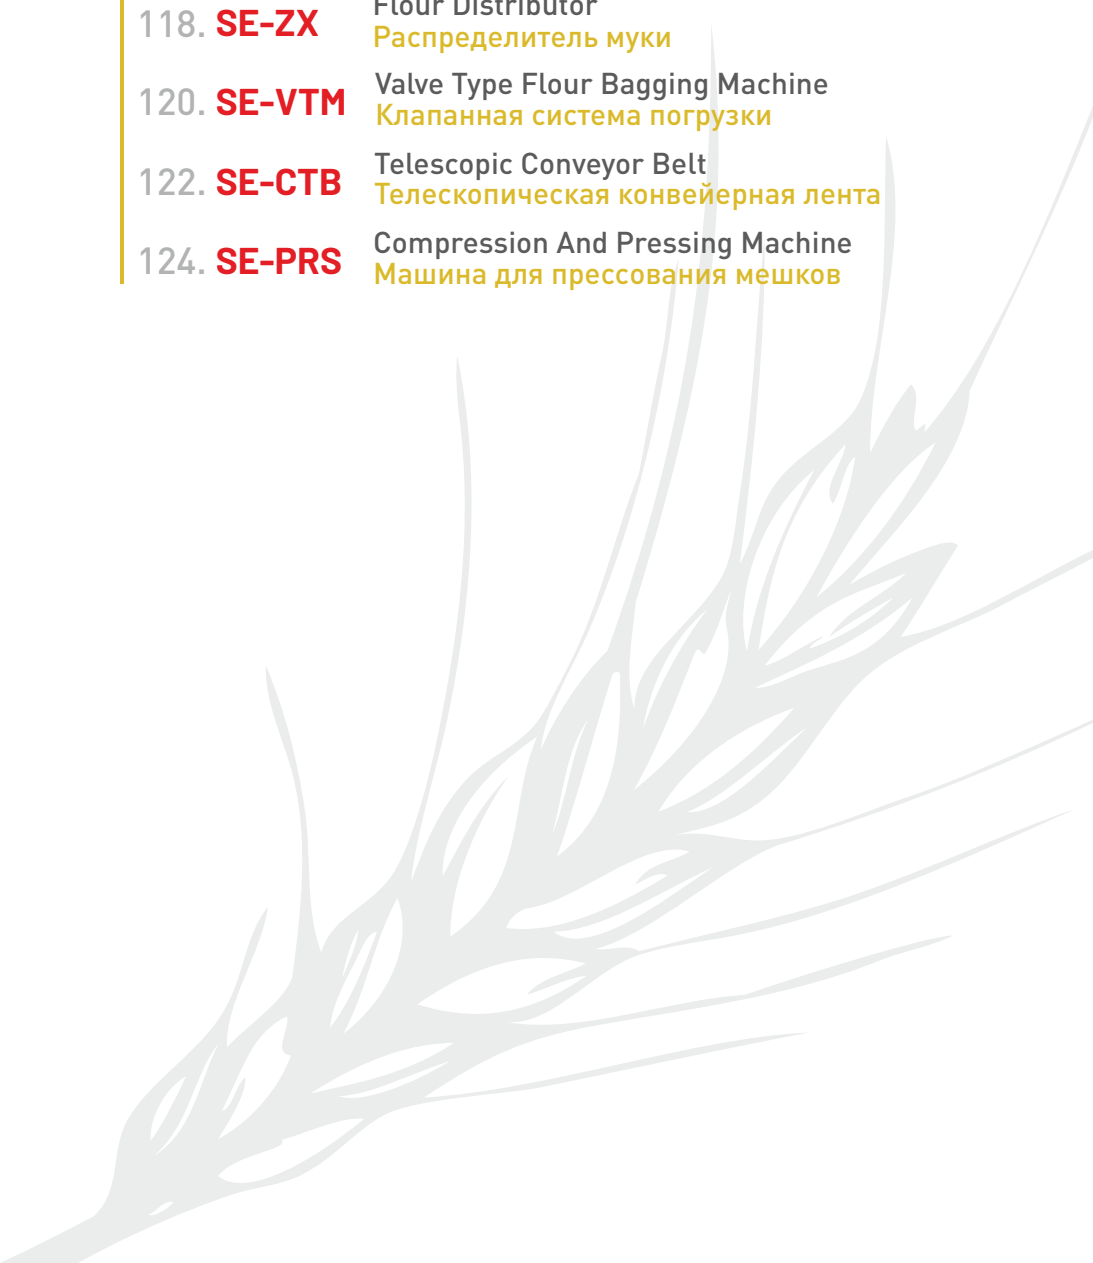 Flour Distributor
118. SE-ZX
Распределитель муки
Valve Type Flour Bagging Machine
120. SE-VTM
Клапанная система погрузки
Telescopic Conveyor Belt
122. SE-CTB
Телескопическая конвейерная лента
Compression And Pressing Machine
124. SE-PRS
Машина для прессования мешков